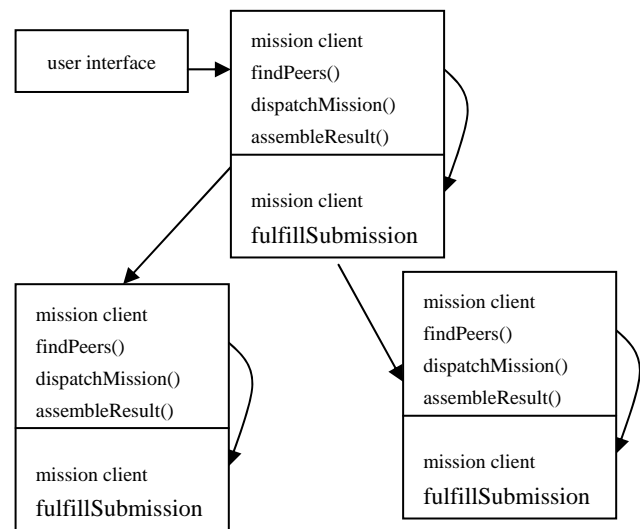 user interface
mission client
findPeers()
dispatchMission()
assembleResult()
mission client
fulfillSubmission
mission client
findPeers()
dispatchMission()
assembleResult()
mission client
fulfillSubmission
mission client
findPeers()
dispatchMission()
assembleResult()
mission client
fulfillSubmission